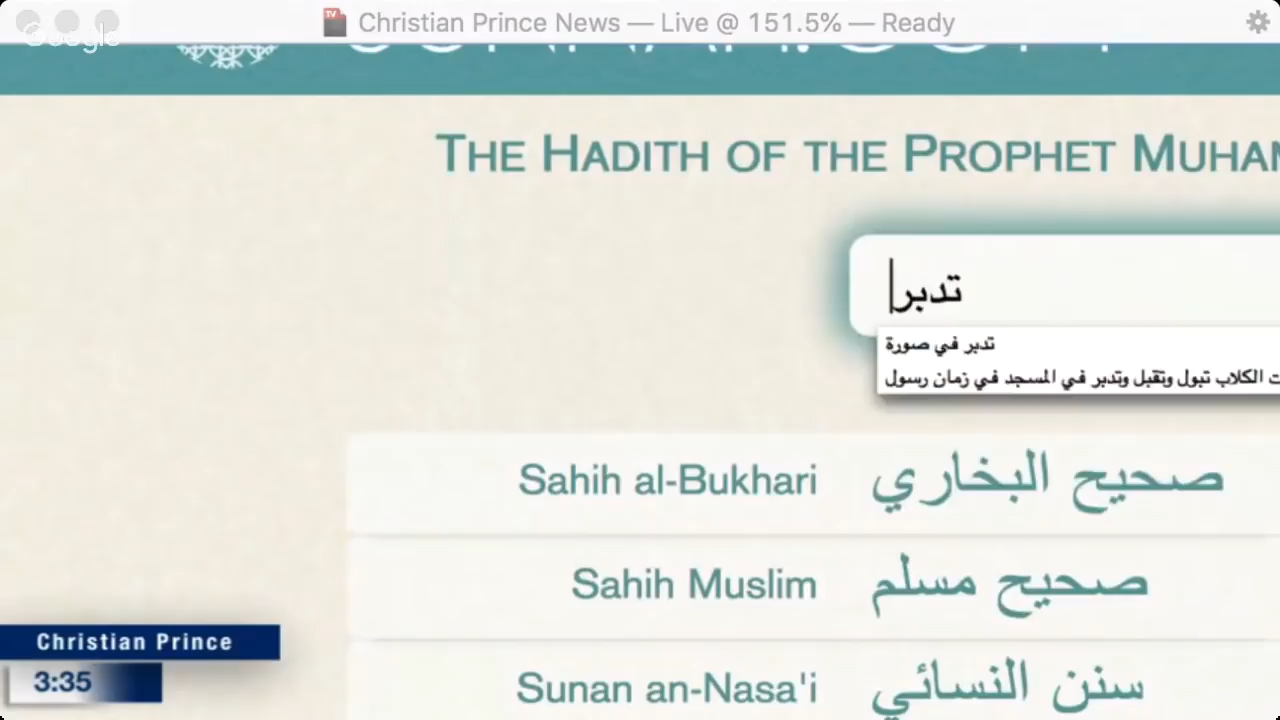 Christian Prince News — Live @ 151.5% — Ready
Google
THE HADITH OF THE PROPHET
تدبر
تدبر في صورة
الكلاب تبول وتقبل وتدبر في المسجد في زمان رسول
Sahih al-Bukhari صحيح البخاري
Sahih Muslim صحيح مسلم
Sunan an-Nasa'i سنن النسائي
Christian Prince
3:35